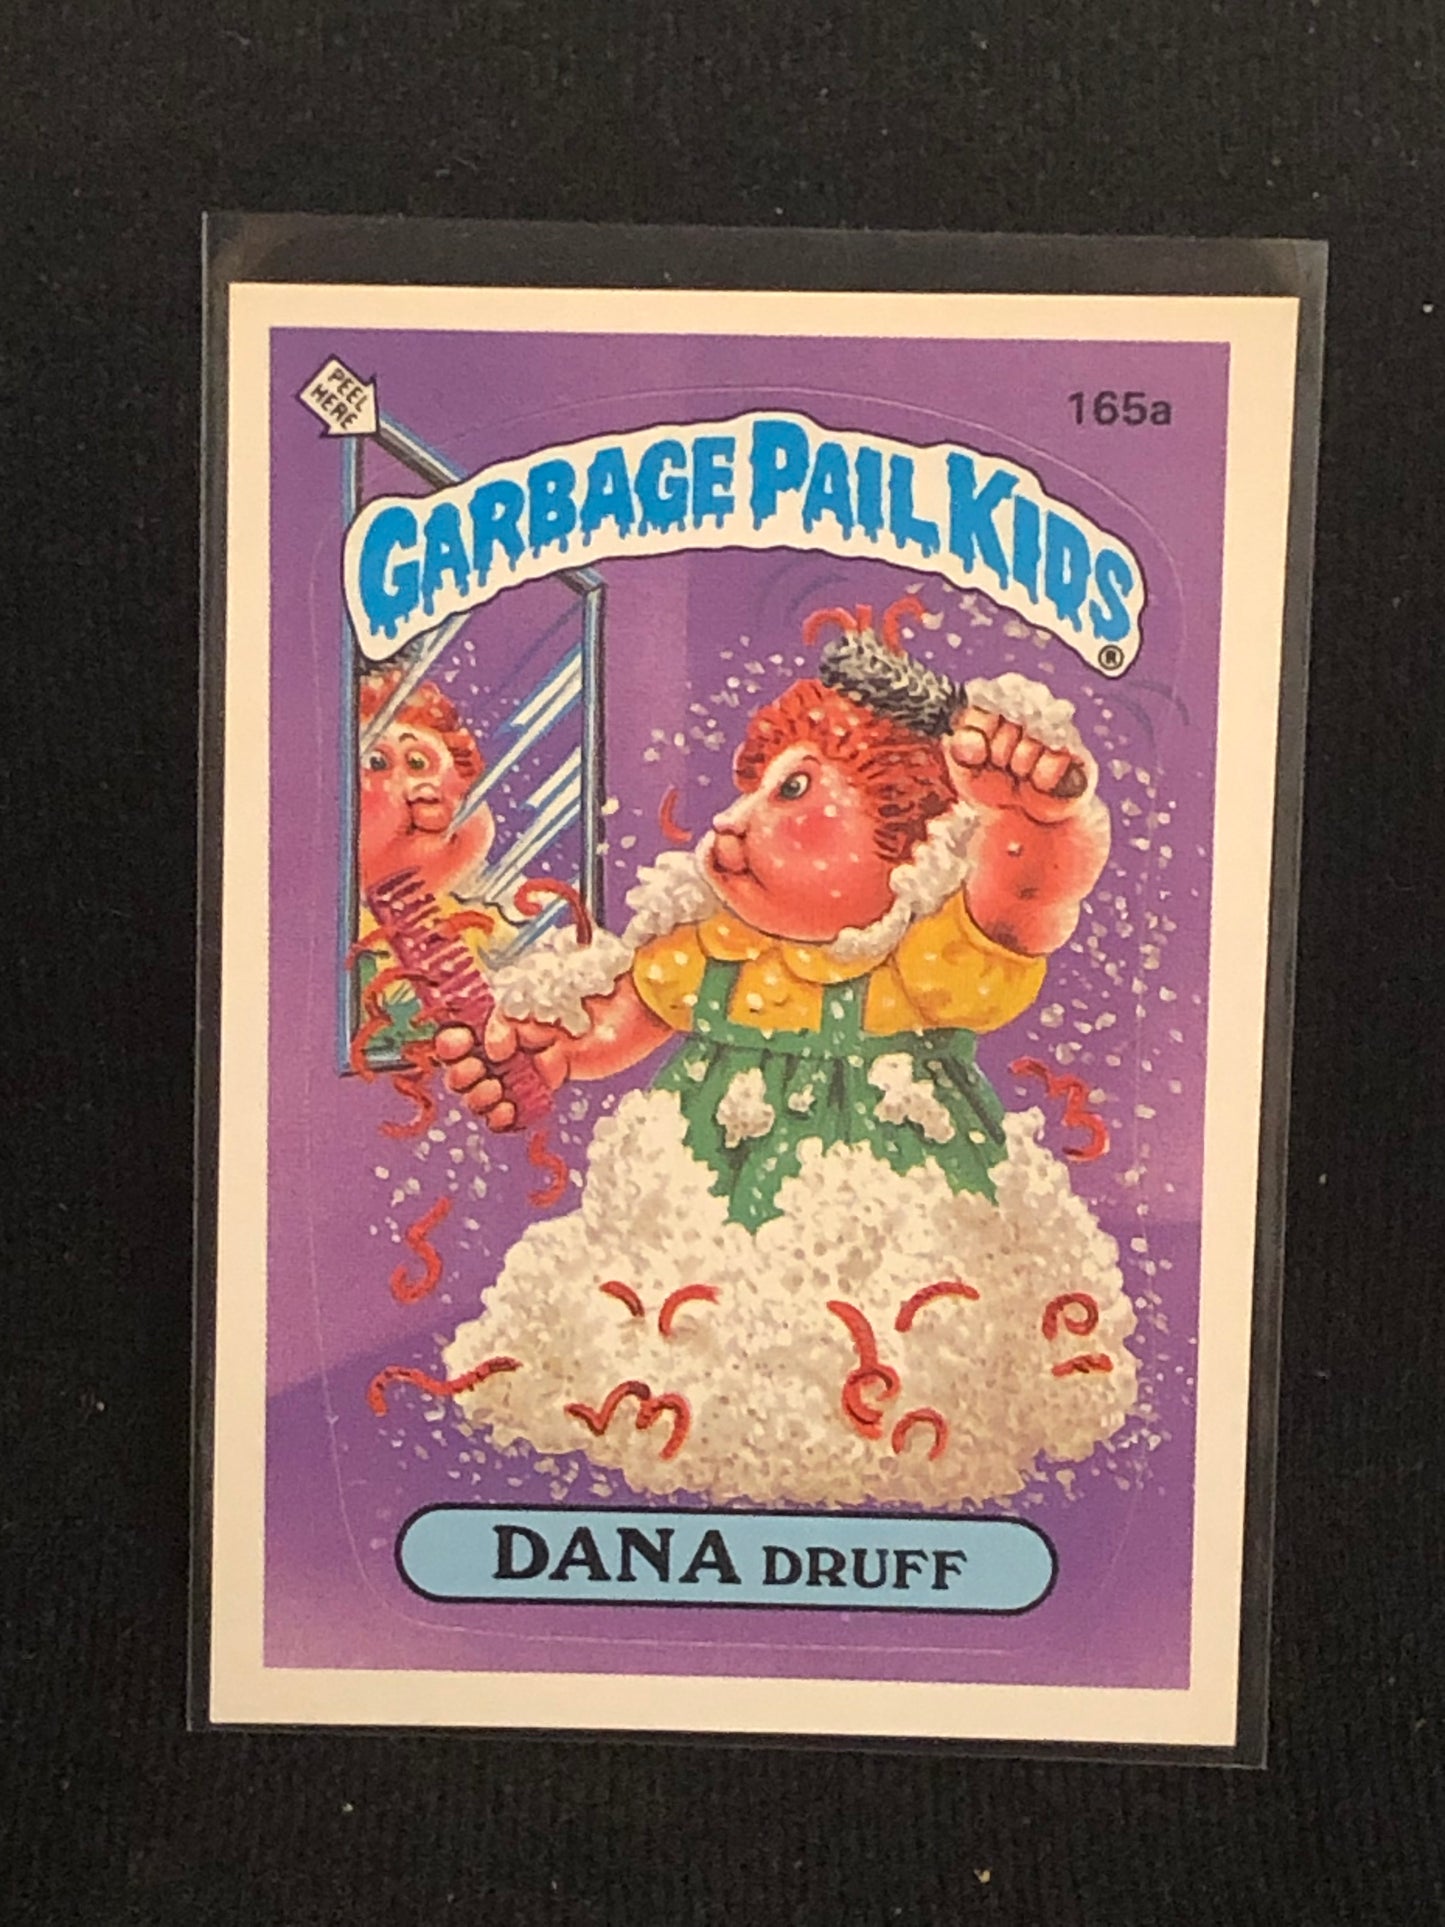 PEEL
HERE
165a
GARBAGE PAIL KIDS
®
DANA DRUFF